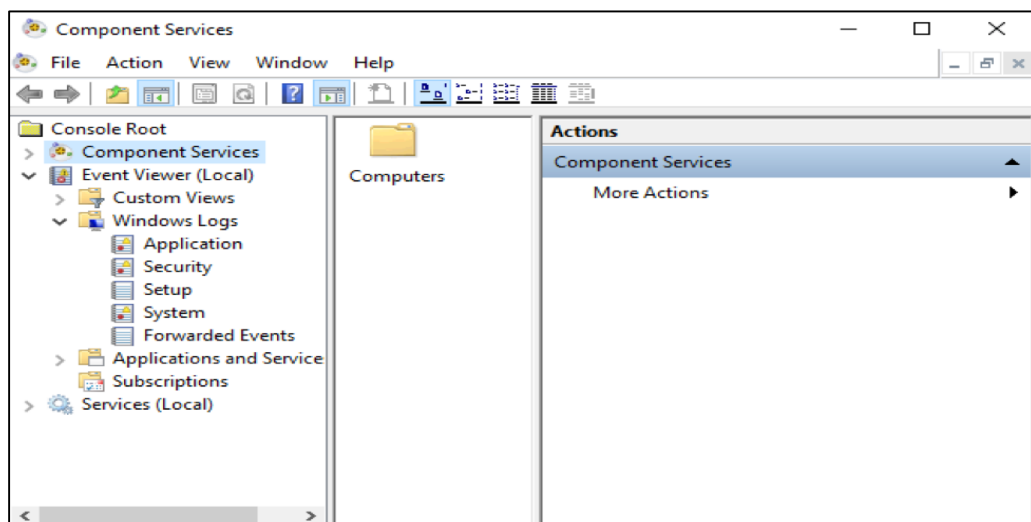 Component Services
File Action View Window Help
Console Root
Component Services
Event Viewer (Local)
Custom Views
Windows Logs
Application
Security
Setup
System
Forwarded Events
Applications and Service
Subscriptions
Services (Local)
Computers
Actions
Component Services
More Actions